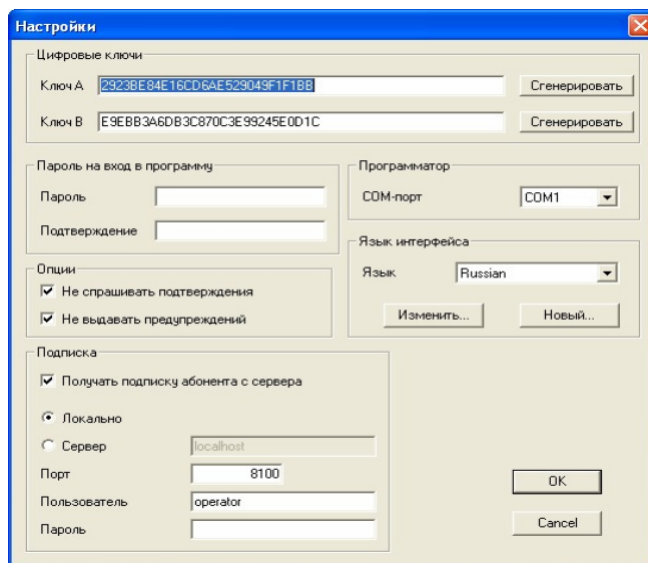 Настройки
Цифровые ключи
Ключ A 2923BE84E16CD6AE529049F1F1BB Сгенерировать
Ключ B E9EBB3A6DB3C870C3E99245E0D1C Сгенерировать
Пароль на вход в программу
Пароль
Подтверждение
Программатор
COM-порт COM1
Язык интерфейса
Язык Russian
Изменить... Новый...
Опции
Не спрашивать подтверждения
Не выдавать предупреждений
Подписка
Получать подписку абонента с сервера
Локально
Сервер localhost
Порт 8100
Пользователь operator
Пароль
OK
Cancel